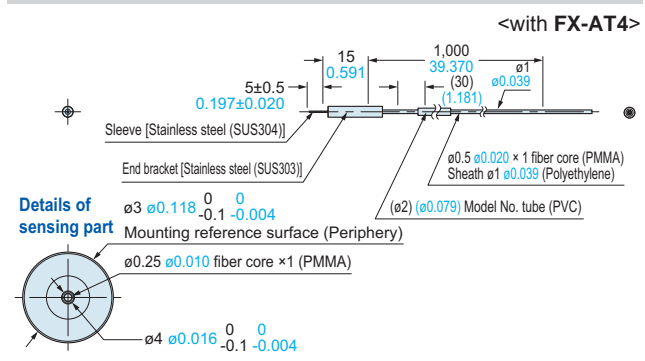 <with FX-AT4>
15
0.591
1,000
39.370
ø1
ø0.039
(30)
(1.181)
5±0.5
0.197±0.020
Sleeve [Stainless steel (SUS304)]
End bracket [Stainless steel (SUS303)]
ø0.5 ø0.020 × 1 fiber core (PMMA)
Sheath ø1 ø0.039 (Polyethylene)
(ø2) (ø0.079) Model No. tube (PVC)
Details of
sensing part
ø3 ø0.118 0 -0.1 0 -0.004
Mounting reference surface (Periphery)
ø0.25 ø0.010 fiber core ×1 (PMMA)
ø4 ø0.016 0 -0.1 0 -0.004